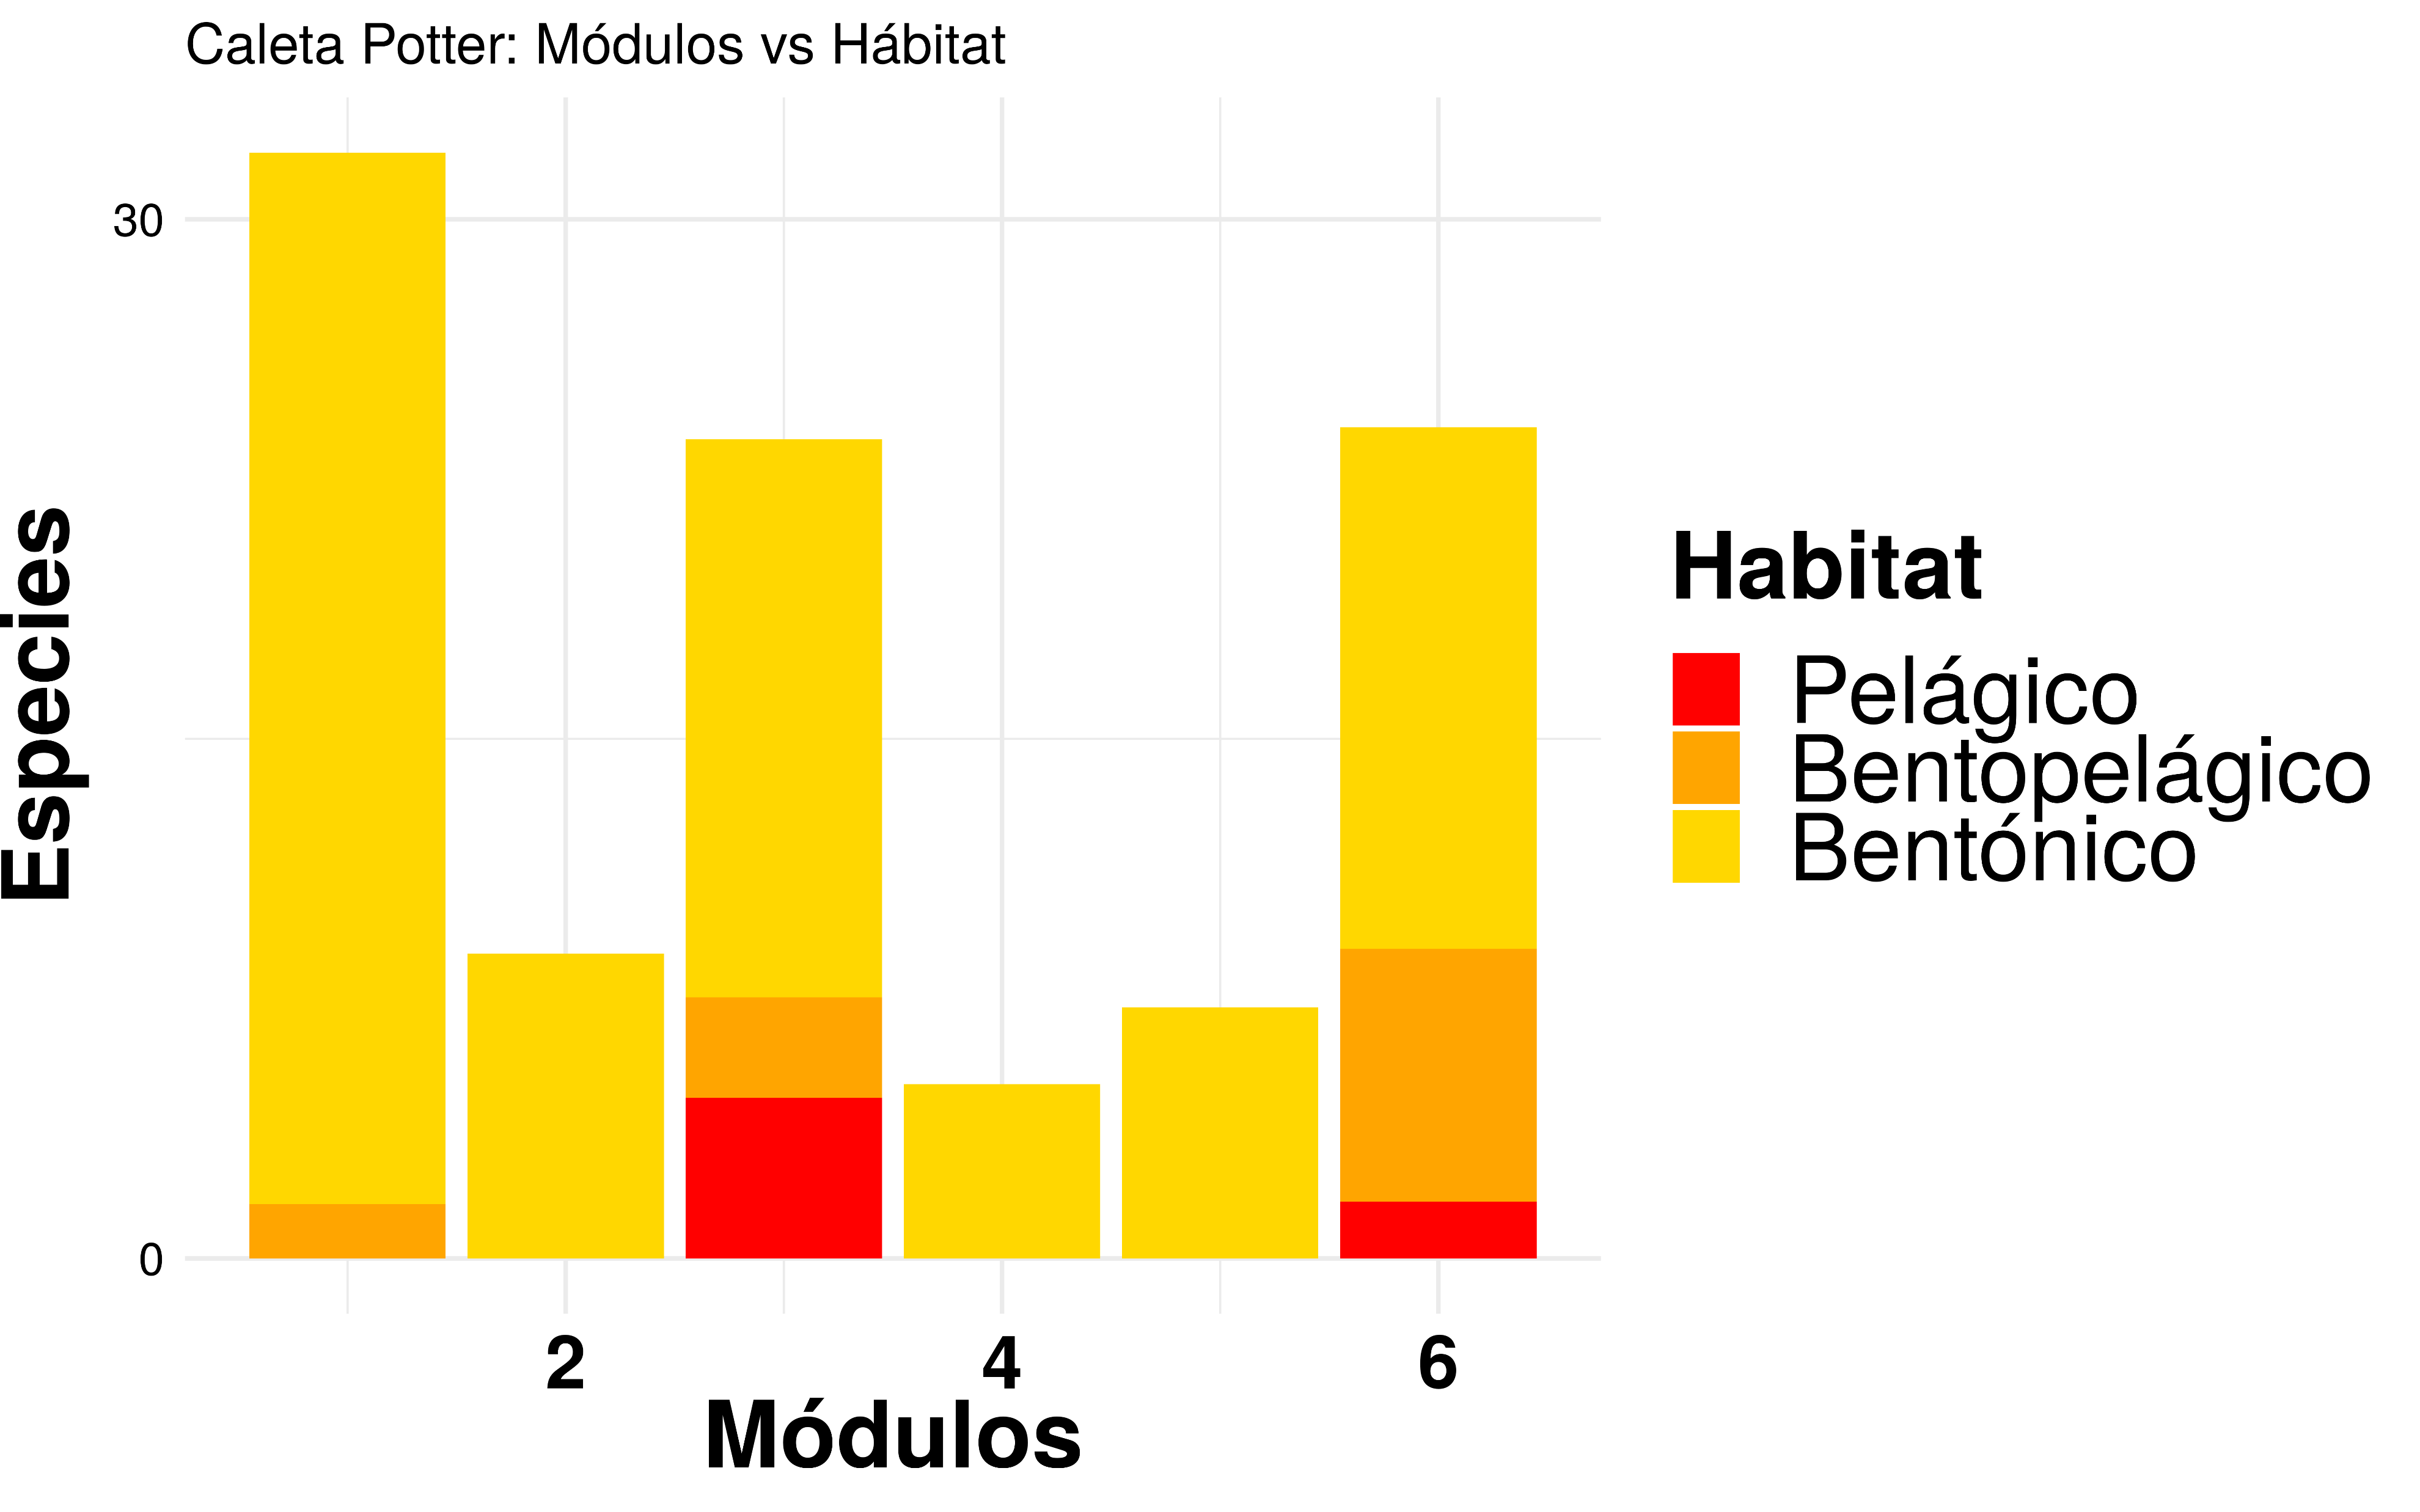 Caleta Potter: Módulos vs Hábitat
30
0
Especies
2
4
6
Módulos
Habitat
Pelágico
Bentopelágico
Bentónico